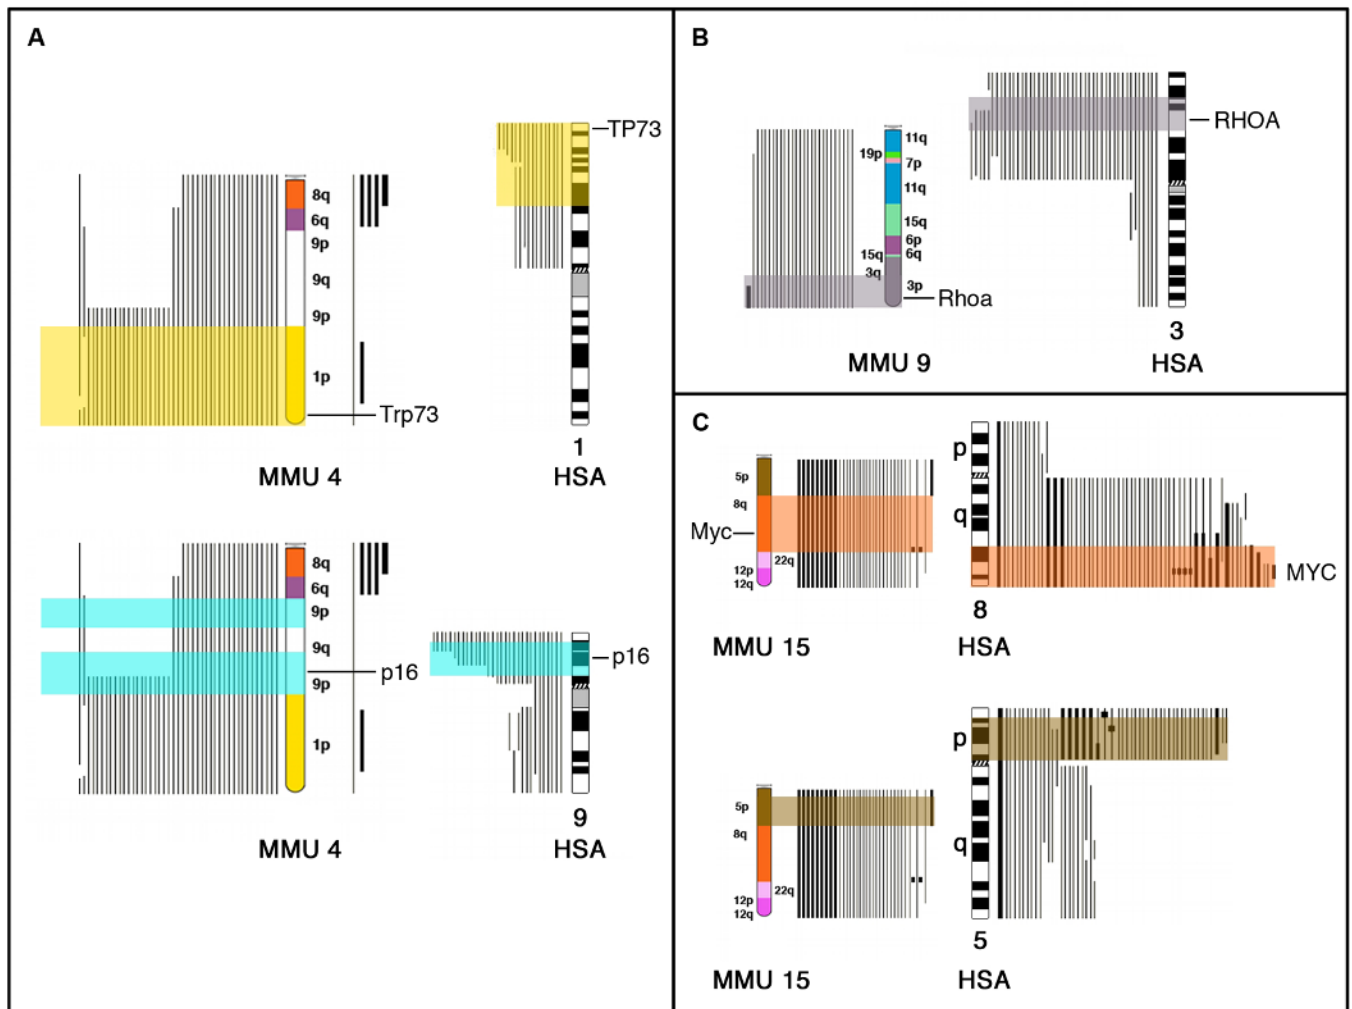 A
TP73
8q
6q
9p
9q
9p
1p
Trp73
MMU 4
1
HSA
8q
6q
9p
9q
p16
9p
1p
p16
MMU 4
9
HSA
B
11q
19p
7p
11q
15q
6p
15q 6q
3q
3p
Rhoa
RHOA
MMU 9
3
HSA
C
5p
8q
Myc
22q
12p
12q
MMU 15
p
q
MYC
8
HSA
5p
8q
22q
12p
12q
MMU 15
p
q
5
HSA